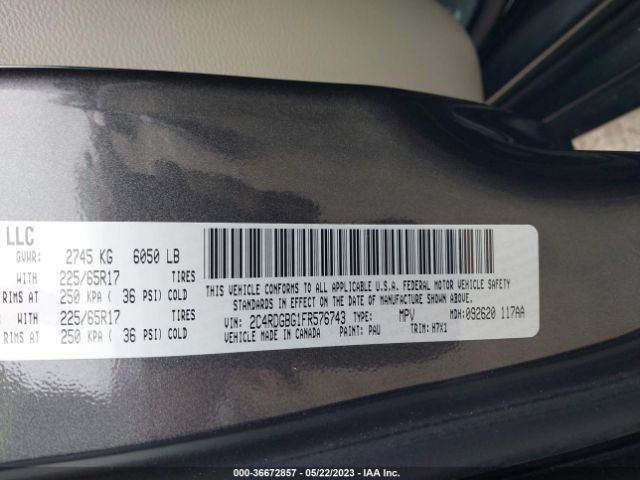 LLC
GVWR: 2745 KG 6050 LB
WITH 225/65R17 TIRES
RIMS AT 250 KPA ( 36 PSI) COLD
WITH 225/65R17 TIRES
RIMS AT 250 KPA ( 36 PSI) COLD
THIS VEHICLE CONFORMS TO ALL APPLICABLE U.S.A. FEDERAL MOTOR VEHICLE SAFETY
STANDARDS IN EFFECT ON THE DATE OF MANUFACTURE SHOWN ABOVE.
VIN: 2C4RDGBG1FR576743 TYPE: MPV MDH: 092620 117AA
VEHICLE MADE IN CANADA PAINT: PAU TRIM: H7X1
000-36672857 - 05/22/2023 - IAA Inc.